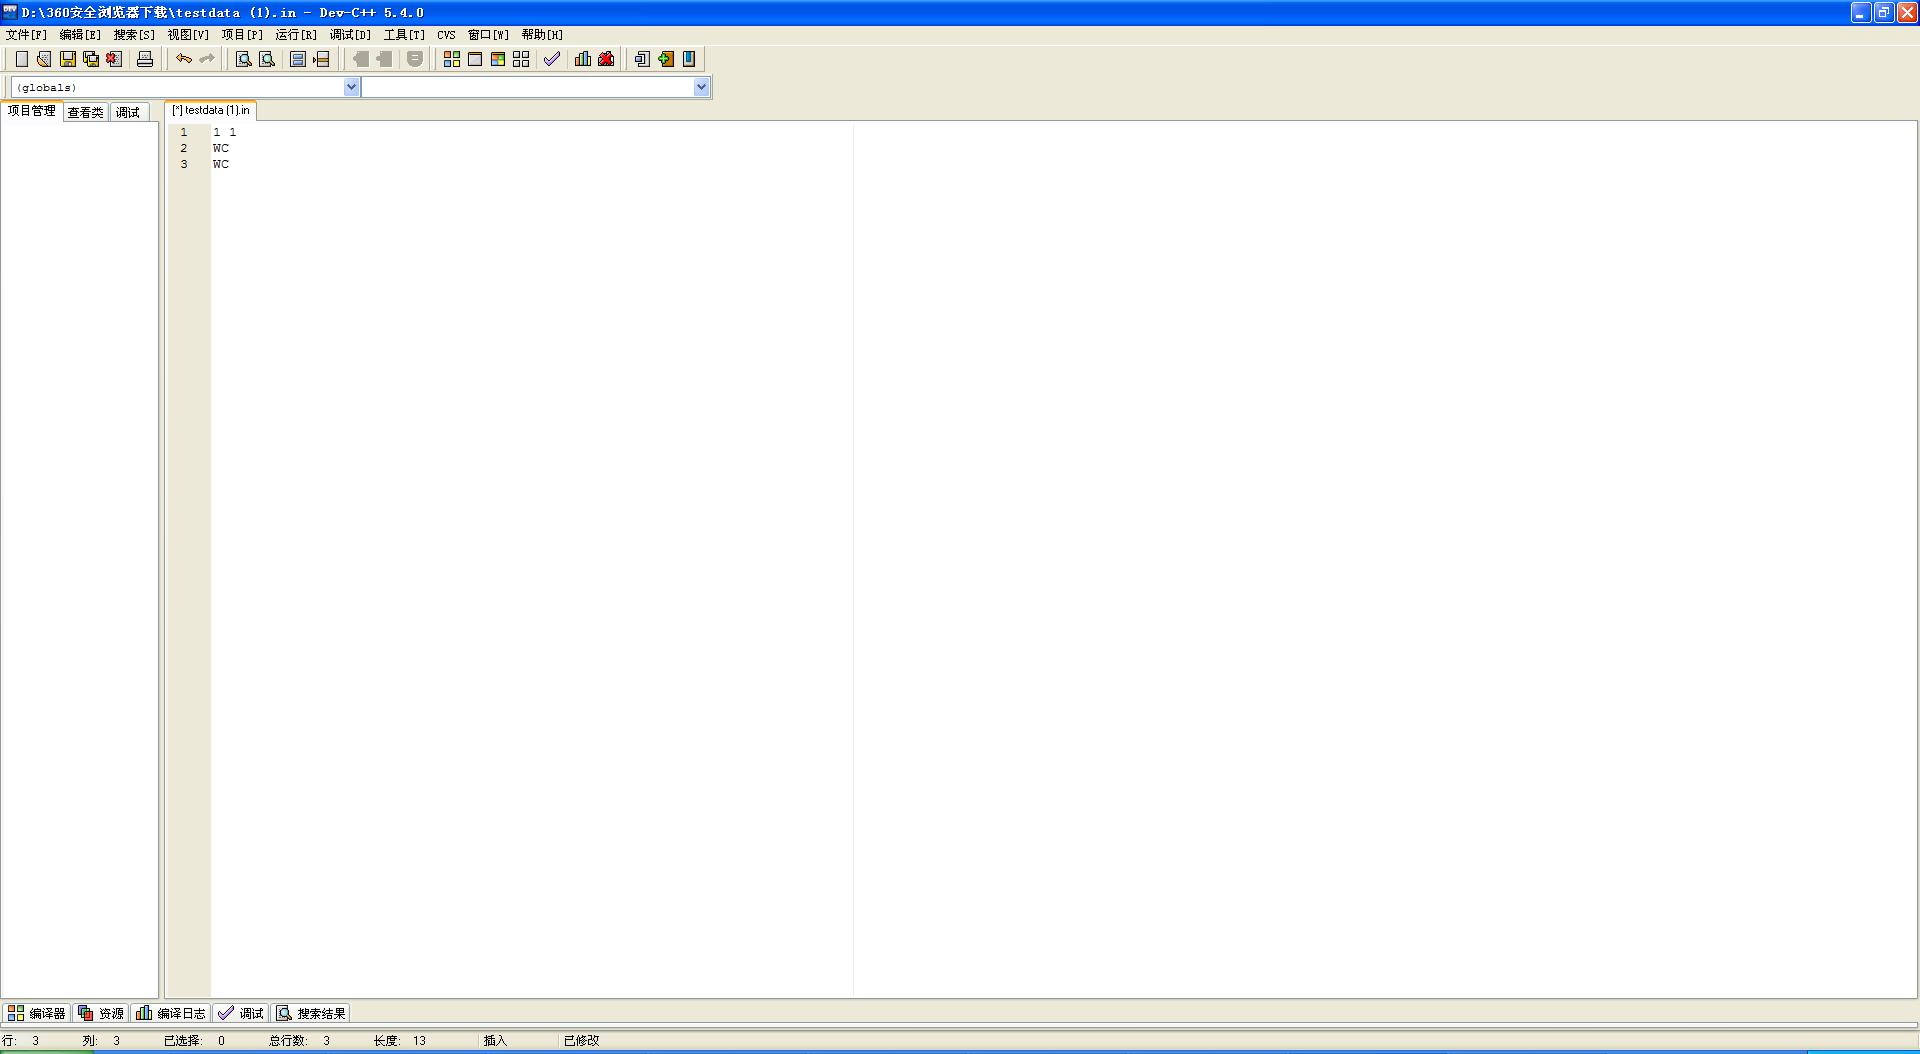 D:\360安全浏览器下载\testdata (1).in - Dev-C++ 5.4.0
文件[F] 编辑[E] 搜索[S] 视图[V] 项目[P] 运行[R] 调试[D] 工具[T] CVS 窗口[W] 帮助[H]
(globals)
项目管理 查看类 调试 [*] testdata (1).in
1 1 1
2 WC
3 WC
编译器 资源 编译日志 调试 搜索结果
行: 3 列: 3 已选择: 0 总行数: 3 长度: 13 插入 已修改